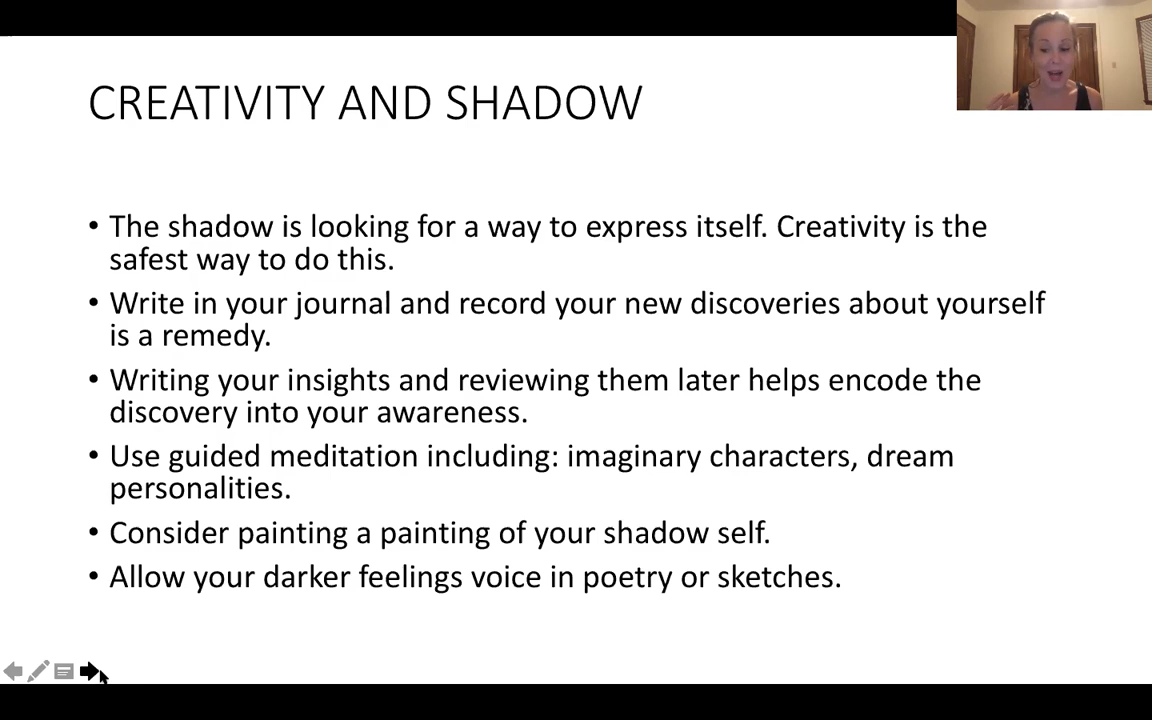 CREATIVITY AND SHADOW
• The shadow is looking for a way to express itself. Creativity is the
safest way to do this.
• Write in your journal and record your new discoveries about yourself
is a remedy.
• Writing your insights and reviewing them later helps encode the
discovery into your awareness.
• Use guided meditation including: imaginary characters, dream
personalities.
• Consider painting a painting of your shadow self.
• Allow your darker feelings voice in poetry or sketches.